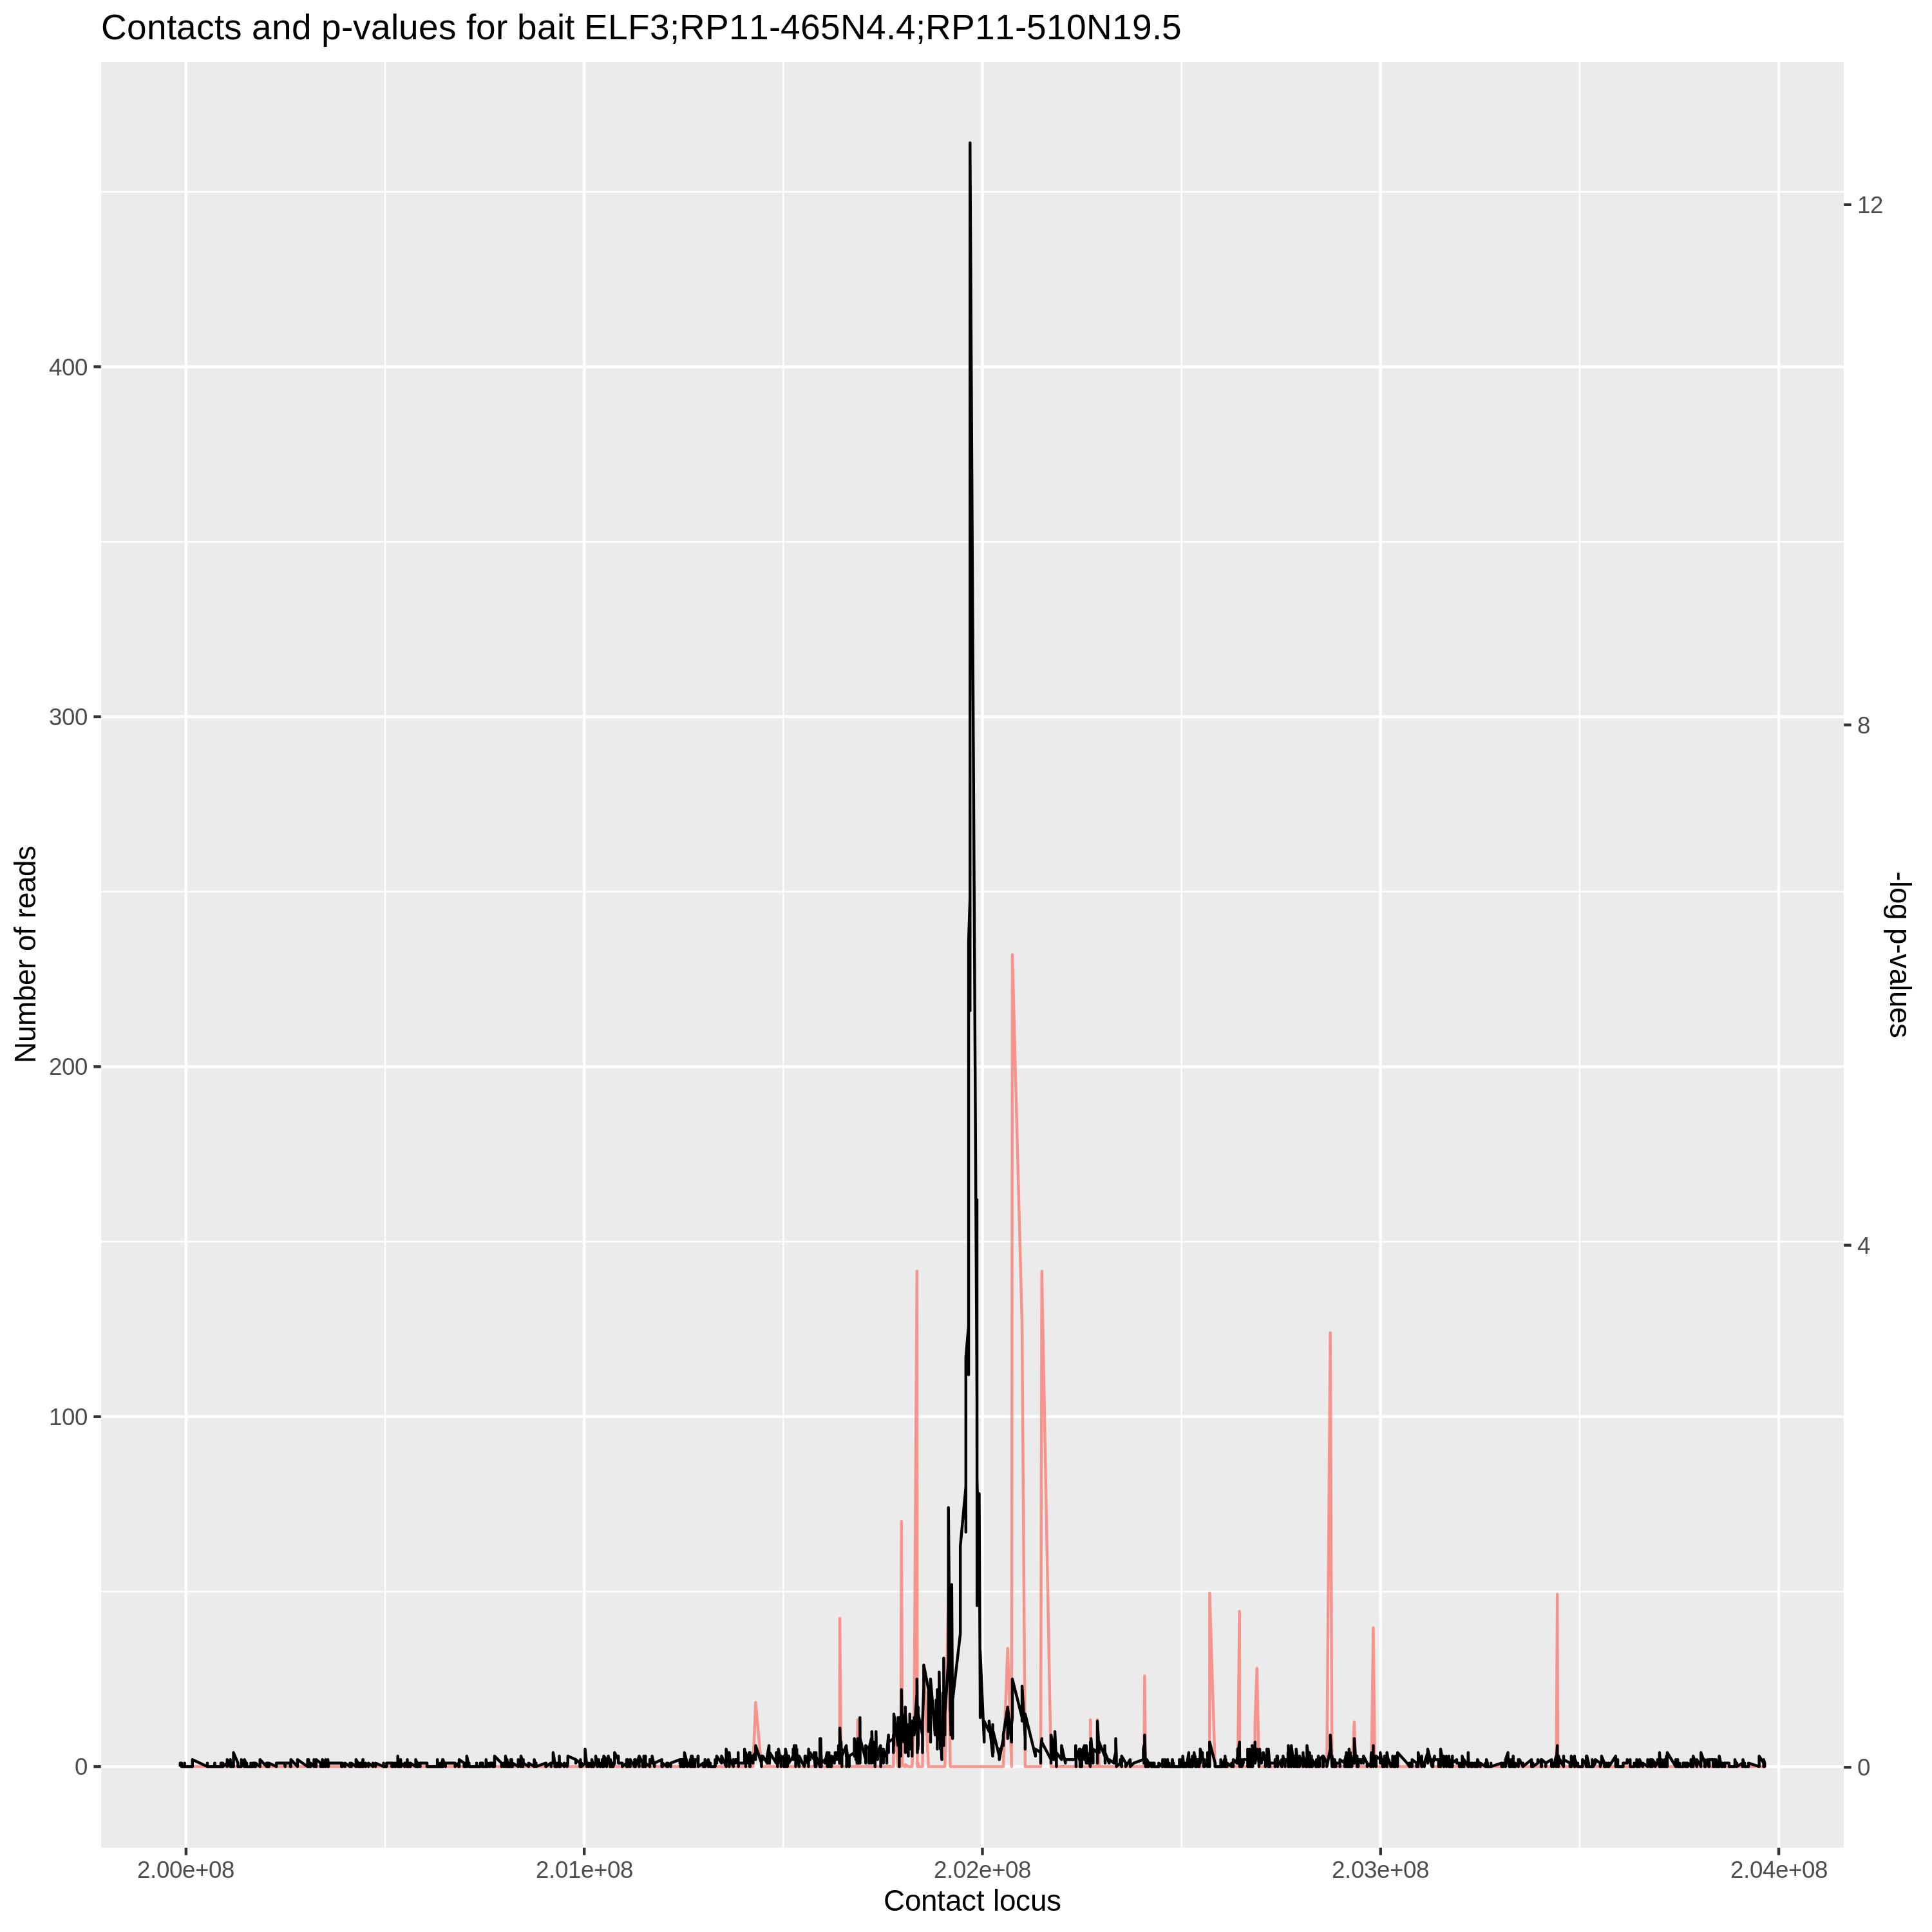 Contacts and p-values for bait ELF3;RP11-465N4.4;RP11-510N19.5
400
300
200
100
0
Number of reads
12
8
4
0
-log p-values
2.00e+08
2.01e+08
2.02e+08
2.03e+08
2.04e+08
Contact locus